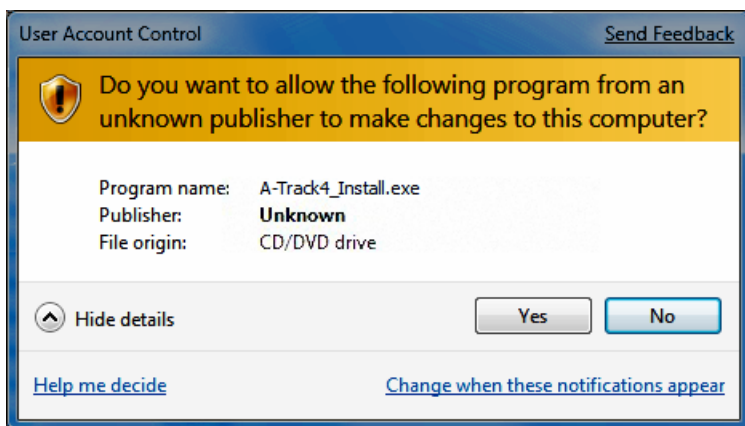 User Account Control Send Feedback
Do you want to allow the following program from an
unknown publisher to make changes to this computer?
Program name: A-Track4_Install.exe
Publisher: Unknown
File origin: CD/DVD drive
Hide details Yes No
Help me decide Change when these notifications appear